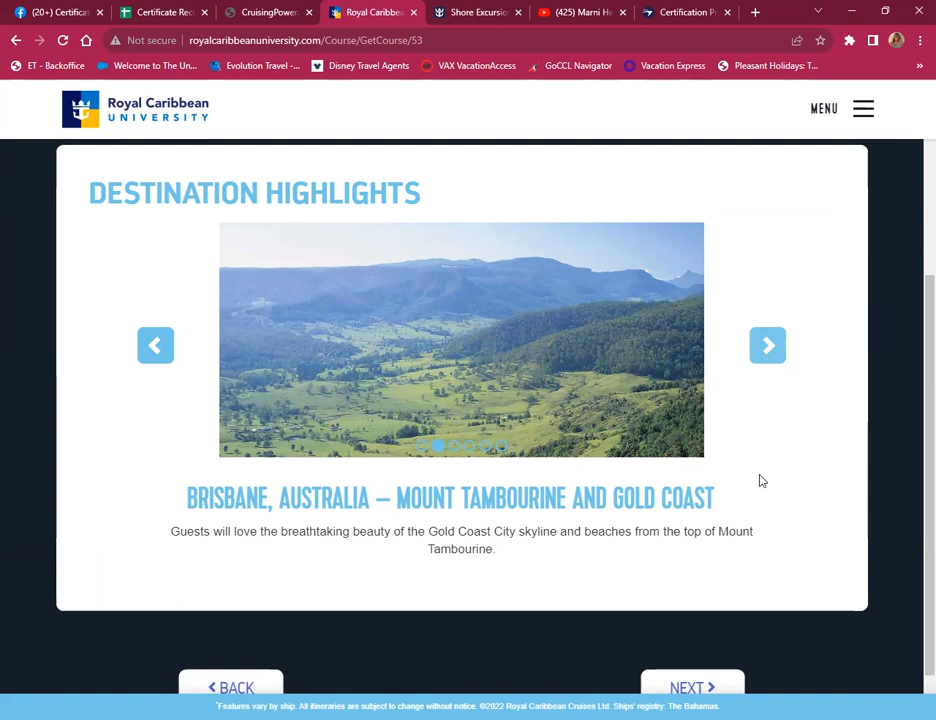 (20+) Certificat
Certificate Rec
CruisingPower.
Royal Caribbea
Shore Excursio
(425) Marni He
Certification Pr
Not secure
royalcaribbeanuniversity.com/Course/GetCourse/53
ET - Backoffice
Welcome to The Un...
Evolution Travel -...
Disney Travel Agents
VAX VacationAccess
GoCCL Navigator
Vacation Express
Pleasant Holidays: T...
»
Royal Caribbean
UNIVERSITY
MENU
DESTINATION HIGHLIGHTS
BRISBANE, AUSTRALIA – MOUNT TAMBOURINE AND GOLD COAST
Guests will love the breathtaking beauty of the Gold Coast City skyline and beaches from the top of Mount
Tambourine.
BACK
NEXT
*Features vary by ship. All itineraries are subject to change without notice. ©2022 Royal Caribbean Cruises Ltd. Ships' registry: The Bahamas.